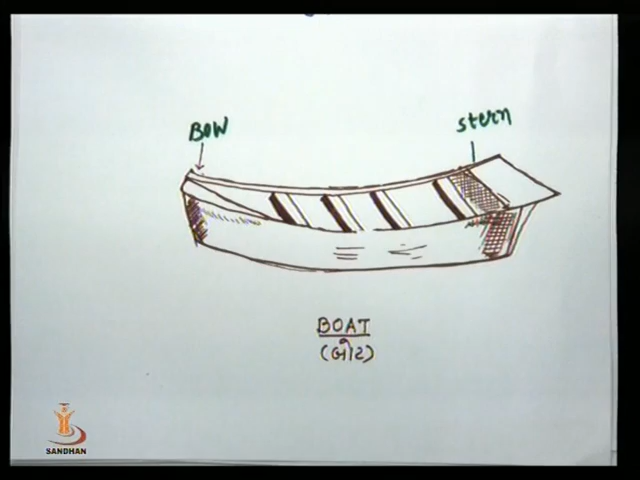 BOW
stern
BOAT
(બોટ)
SANDHAN